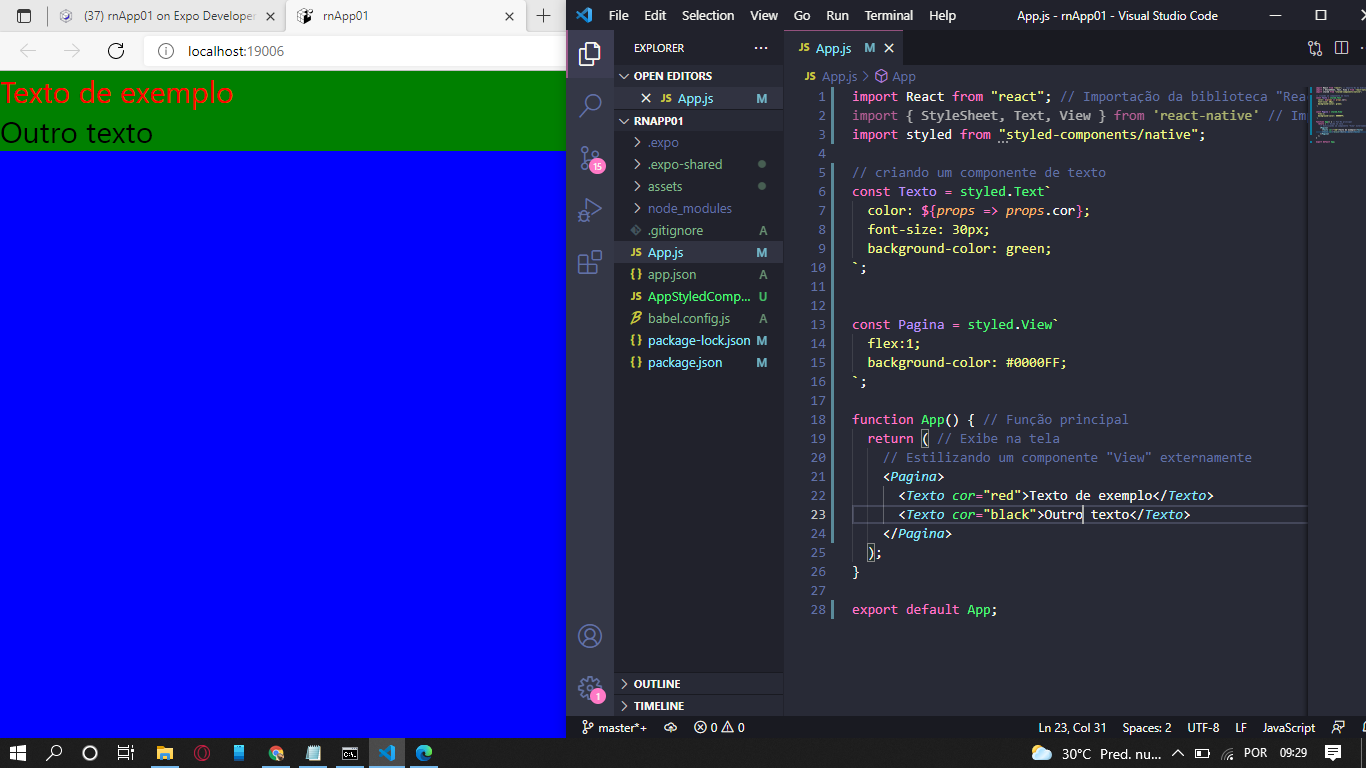 (37) rnApp01 on Expo Developer
rnApp01
localhost:19006
Texto de exemplo
Outro texto
File Edit Selection View Go Run Terminal Help
App.js - rnApp01 - Visual Studio Code
EXPLORER
OPEN EDITORS
JS App.js M
RNAPP01
.expo
.expo-shared
assets
node_modules
.gitignore A
JS App.js M
{} app.json A
JS AppStyledComp... U
babel.config.js A
{} package-lock.json M
{} package.json M
OUTLINE
TIMELINE
15
1
JS App.js M
JS App.js > App
1 import React from "react"; // Importação da biblioteca "Rea
2 import { StyleSheet, Text, View } from 'react-native' // Im
3 import styled from "styled-components/native";
4
5 // criando um componente de texto
6 const Texto = styled.Text`
7 color: ${props => props.cor};
8 font-size: 30px;
9 background-color: green;
10 `;
11
12
13 const Pagina = styled.View`
14 flex:1;
15 background-color: #0000FF;
16 `;
17
18 function App() { // Função principal
19 return ( // Exibe na tela
20 // Estilizando um componente "View" externamente
21 <Pagina>
22 <Texto cor="red">Texto de exemplo</Texto>
23 <Texto cor="black">Outro texto</Texto>
24 </Pagina>
25 );
26 }
27
28 export default App;
master*+ 0 0 Ln 23, Col 31 Spaces: 2 UTF-8 LF JavaScript
30°C Pred. nu... POR 09:29